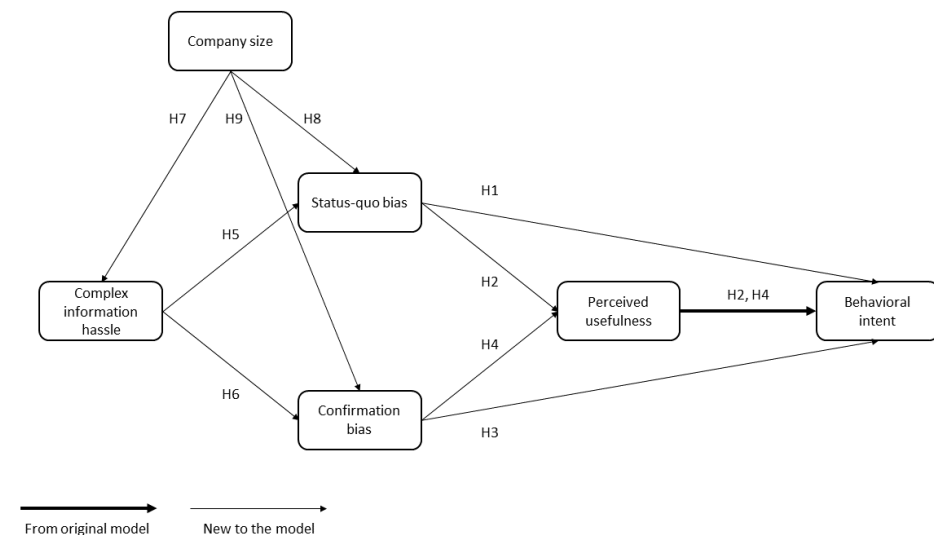 Company size
H7
H9
H8
Status-quo bias
H1
H5
H2
Complex
information
hassle
Perceived
usefulness
H2, H4
Behavioral
intent
H4
H6
Confirmation
bias
H3
From original model
New to the model